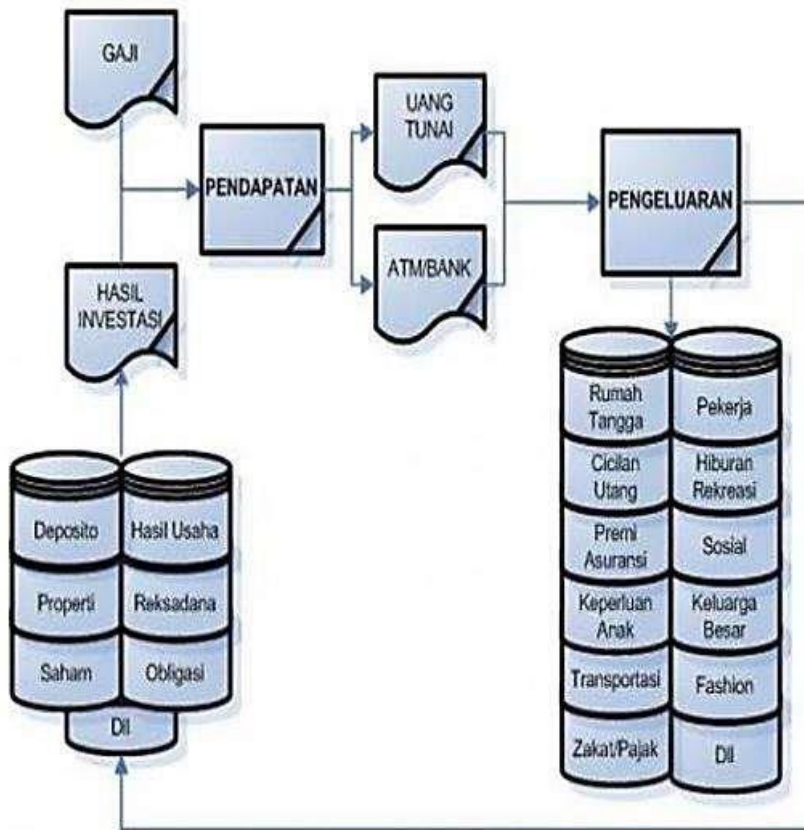 GAJI
UANG
TUNAI
PENDAPATAN
PENGELUARAN
ATM/BANK
HASIL
INVESTASI
Rumah
Tangga
Pekerja
Cicilan
Utang
Hiburan
Rekreasi
Premi
Asuransi
Sosial
Keperluan
Anak
Keluarga
Besar
Transportasi
Fashion
Zakat/Pajak
Dll
Deposito
Hasil Usaha
Properti
Reksadana
Saham
Obligasi
Dll